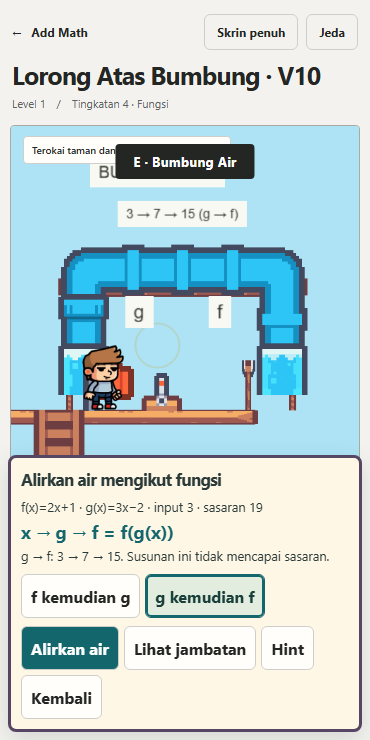 ← Add Math
Skrin penuh
Jeda
Lorong Atas Bumbung · V10
Level 1 / Tingkatan 4 · Fungsi
Terokai taman dan
E · Bumbung Air
3 → 7 → 15 (g → f)
g
f
Alirkan air mengikut fungsi
f(x)=2x+1 · g(x)=3x−2 · input 3 · sasaran 19
x → g → f = f(g(x))
g → f: 3 → 7 → 15. Susunan ini tidak mencapai sasaran.
f kemudian g
g kemudian f
Alirkan air
Lihat jambatan
Hint
Kembali